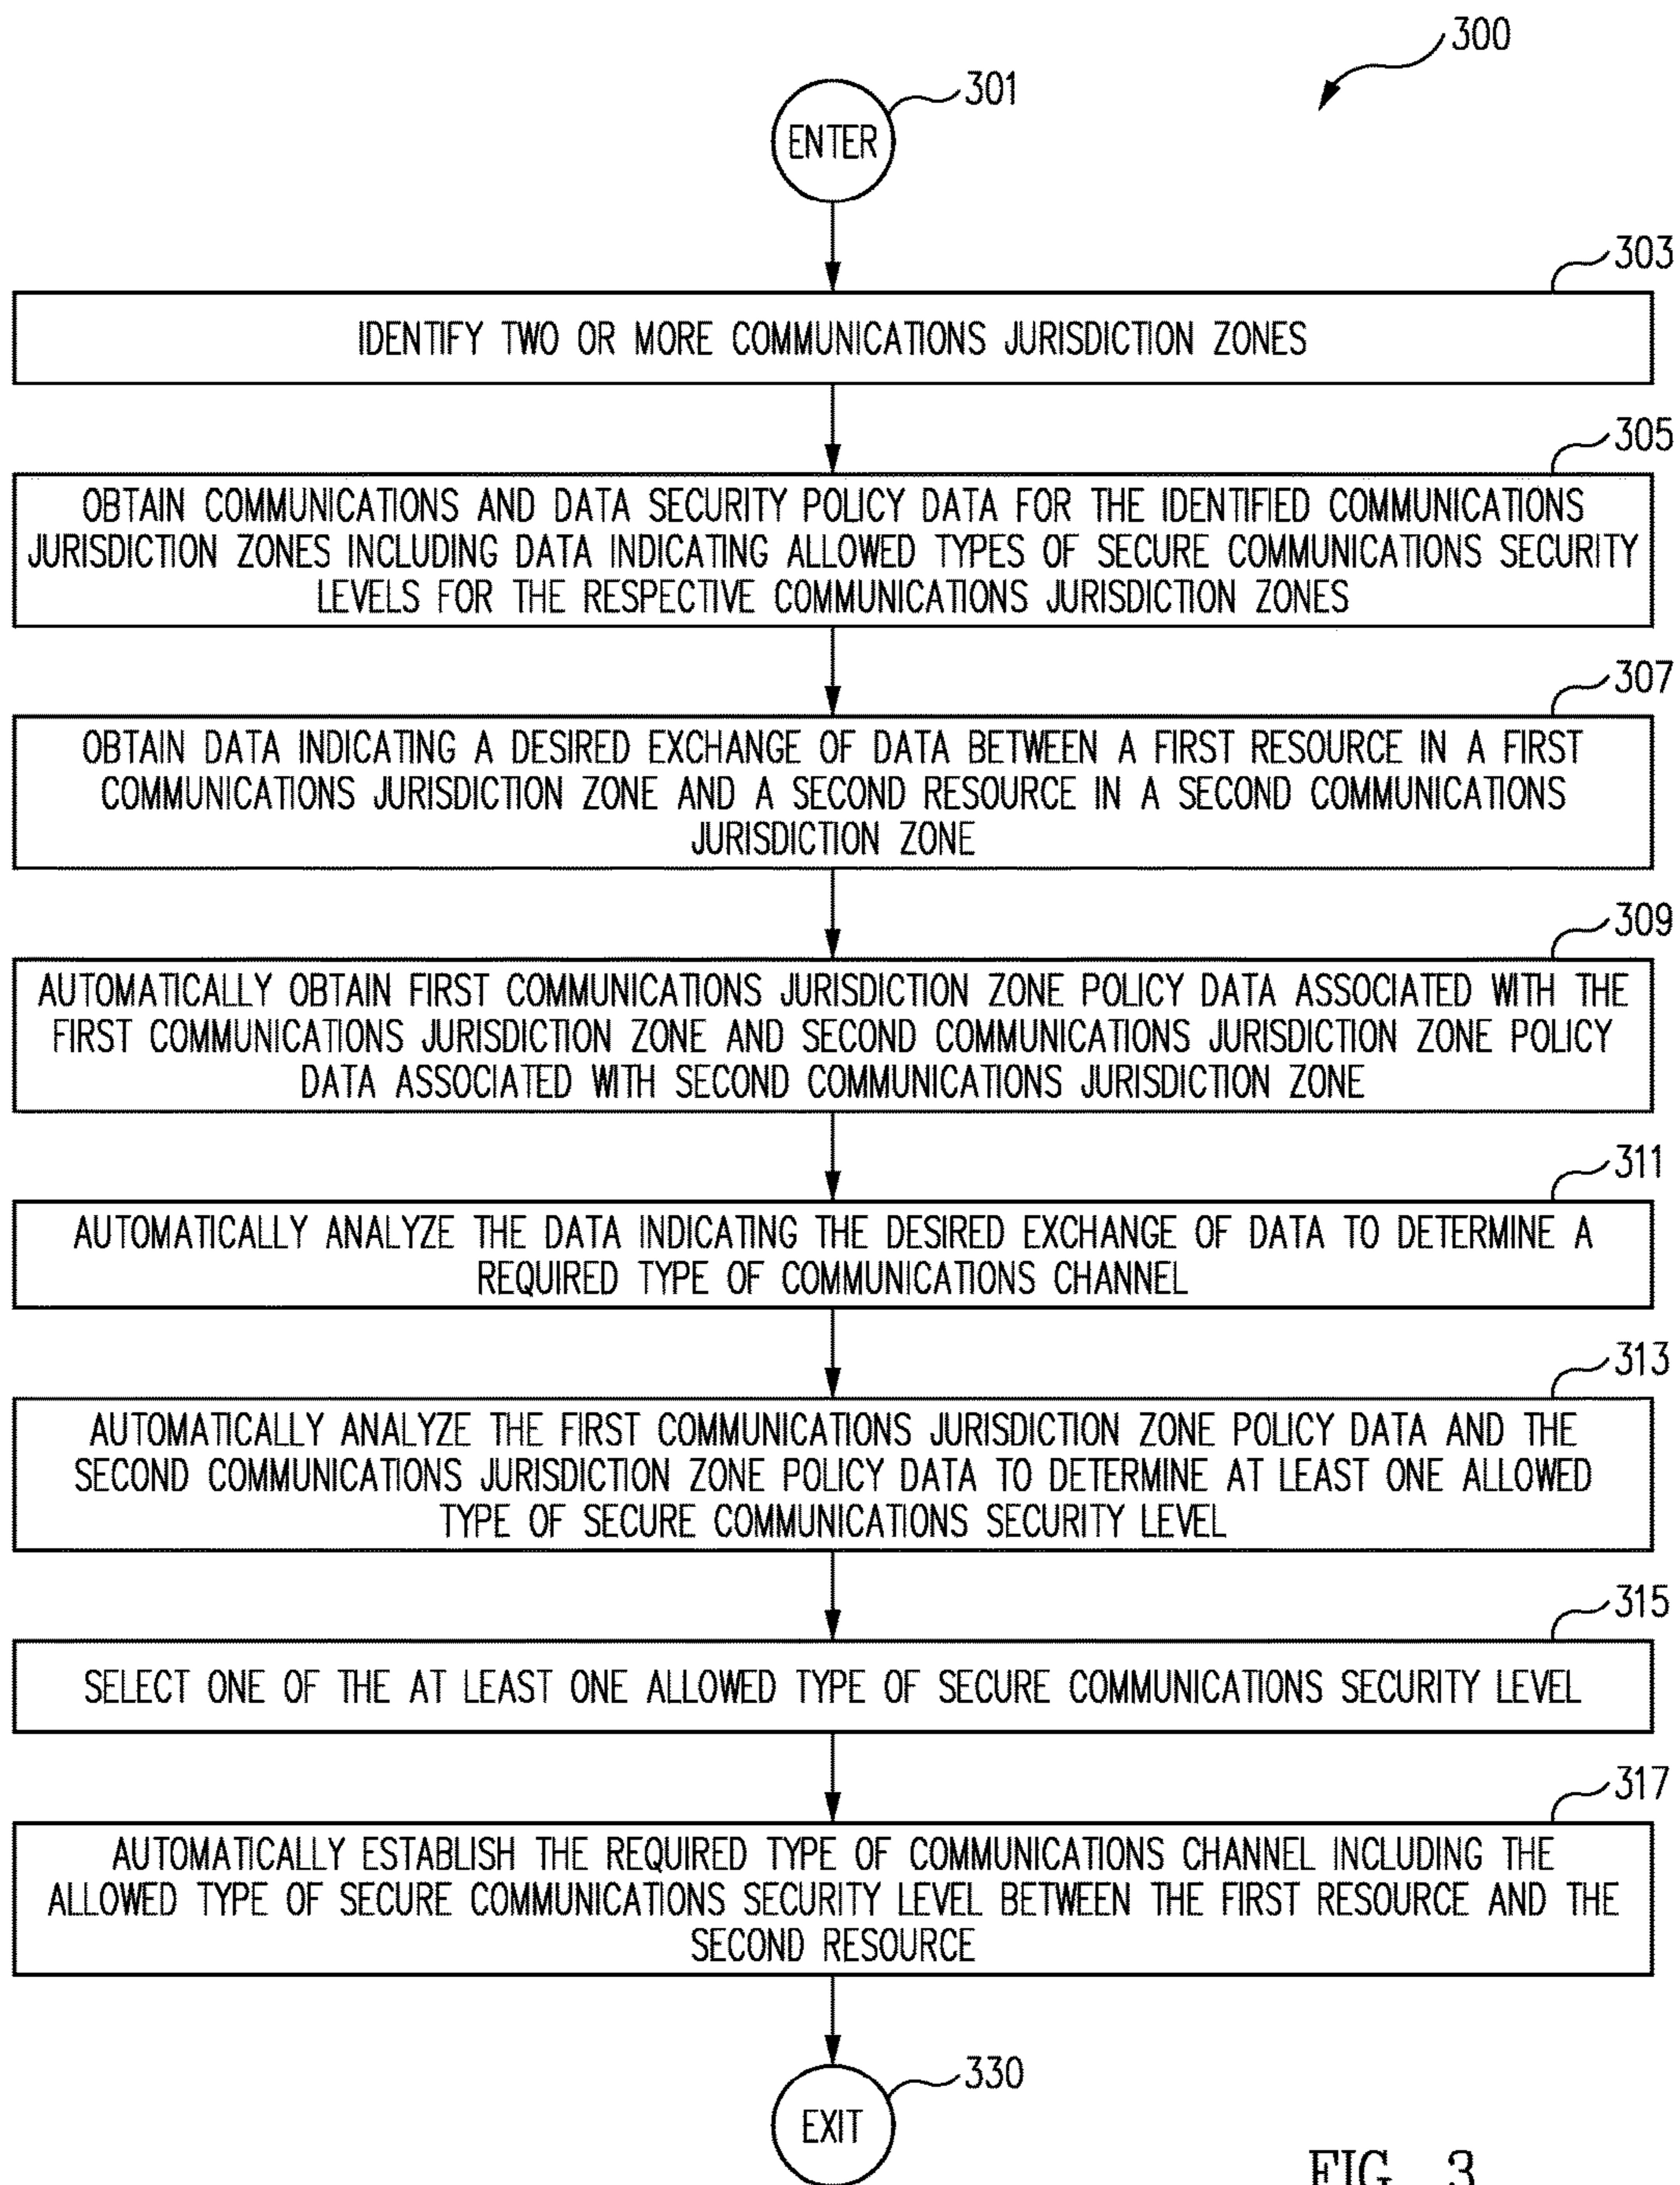 300
301
ENTER
303
IDENTIFY TWO OR MORE COMMUNICATIONS JURISDICTION ZONES
305
OBTAIN COMMUNICATIONS AND DATA SECURITY POLICY DATA FOR THE IDENTIFIED COMMUNICATIONS
JURISDICTION ZONES INCLUDING DATA INDICATING ALLOWED TYPES OF SECURE COMMUNICATIONS SECURITY
LEVELS FOR THE RESPECTIVE COMMUNICATIONS JURISDICTION ZONES
307
OBTAIN DATA INDICATING A DESIRED EXCHANGE OF DATA BETWEEN A FIRST RESOURCE IN A FIRST
COMMUNICATIONS JURISDICTION ZONE AND A SECOND RESOURCE IN A SECOND COMMUNICATIONS
JURISDICTION ZONE
309
AUTOMATICALLY OBTAIN FIRST COMMUNICATIONS JURISDICTION ZONE POLICY DATA ASSOCIATED WITH THE
FIRST COMMUNICATIONS JURISDICTION ZONE AND SECOND COMMUNICATIONS JURISDICTION ZONE POLICY
DATA ASSOCIATED WITH SECOND COMMUNICATIONS JURISDICTION ZONE
311
AUTOMATICALLY ANALYZE THE DATA INDICATING THE DESIRED EXCHANGE OF DATA TO DETERMINE A
REQUIRED TYPE OF COMMUNICATIONS CHANNEL
313
AUTOMATICALLY ANALYZE THE FIRST COMMUNICATIONS JURISDICTION ZONE POLICY DATA AND THE
SECOND COMMUNICATIONS JURISDICTION ZONE POLICY DATA TO DETERMINE AT LEAST ONE ALLOWED
TYPE OF SECURE COMMUNICATIONS SECURITY LEVEL
315
SELECT ONE OF THE AT LEAST ONE ALLOWED TYPE OF SECURE COMMUNICATIONS SECURITY LEVEL
317
AUTOMATICALLY ESTABLISH THE REQUIRED TYPE OF COMMUNICATIONS CHANNEL INCLUDING THE
ALLOWED TYPE OF SECURE COMMUNICATIONS SECURITY LEVEL BETWEEN THE FIRST RESOURCE AND THE
SECOND RESOURCE
330
EXIT
FIG. 3